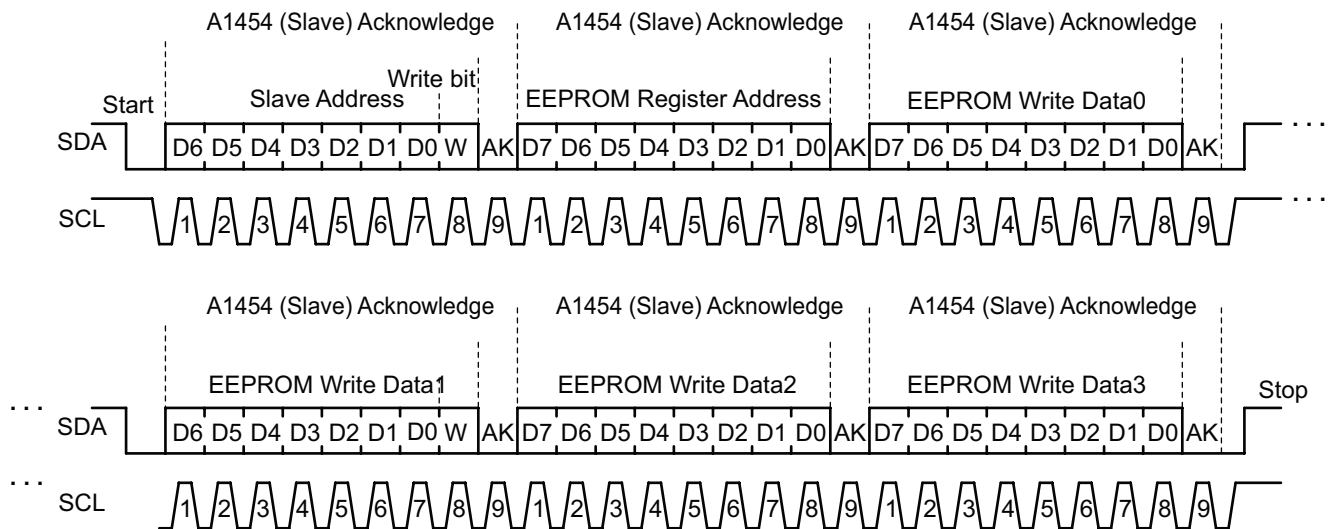 A1454 (Slave) Acknowledge A1454 (Slave) Acknowledge A1454 (Slave) Acknowledge
Write bit
Start Slave Address EEPROM Register Address EEPROM Write Data0
SDA D6 D5 D4 D3 D2 D1 D0 W AK D7 D6 D5 D4 D3 D2 D1 D0 AK D7 D6 D5 D4 D3 D2 D1 D0 AK . . .
SCL 1 2 3 4 5 6 7 8 9 1 2 3 4 5 6 7 8 9 1 2 3 4 5 6 7 8 9 . . .
A1454 (Slave) Acknowledge A1454 (Slave) Acknowledge A1454 (Slave) Acknowledge
EEPROM Write Data1 EEPROM Write Data2 EEPROM Write Data3 Stop
. . . SDA D6 D5 D4 D3 D2 D1 D0 W AK D7 D6 D5 D4 D3 D2 D1 D0 AK D7 D6 D5 D4 D3 D2 D1 D0 AK
. . . SCL 1 2 3 4 5 6 7 8 9 1 2 3 4 5 6 7 8 9 1 2 3 4 5 6 7 8 9